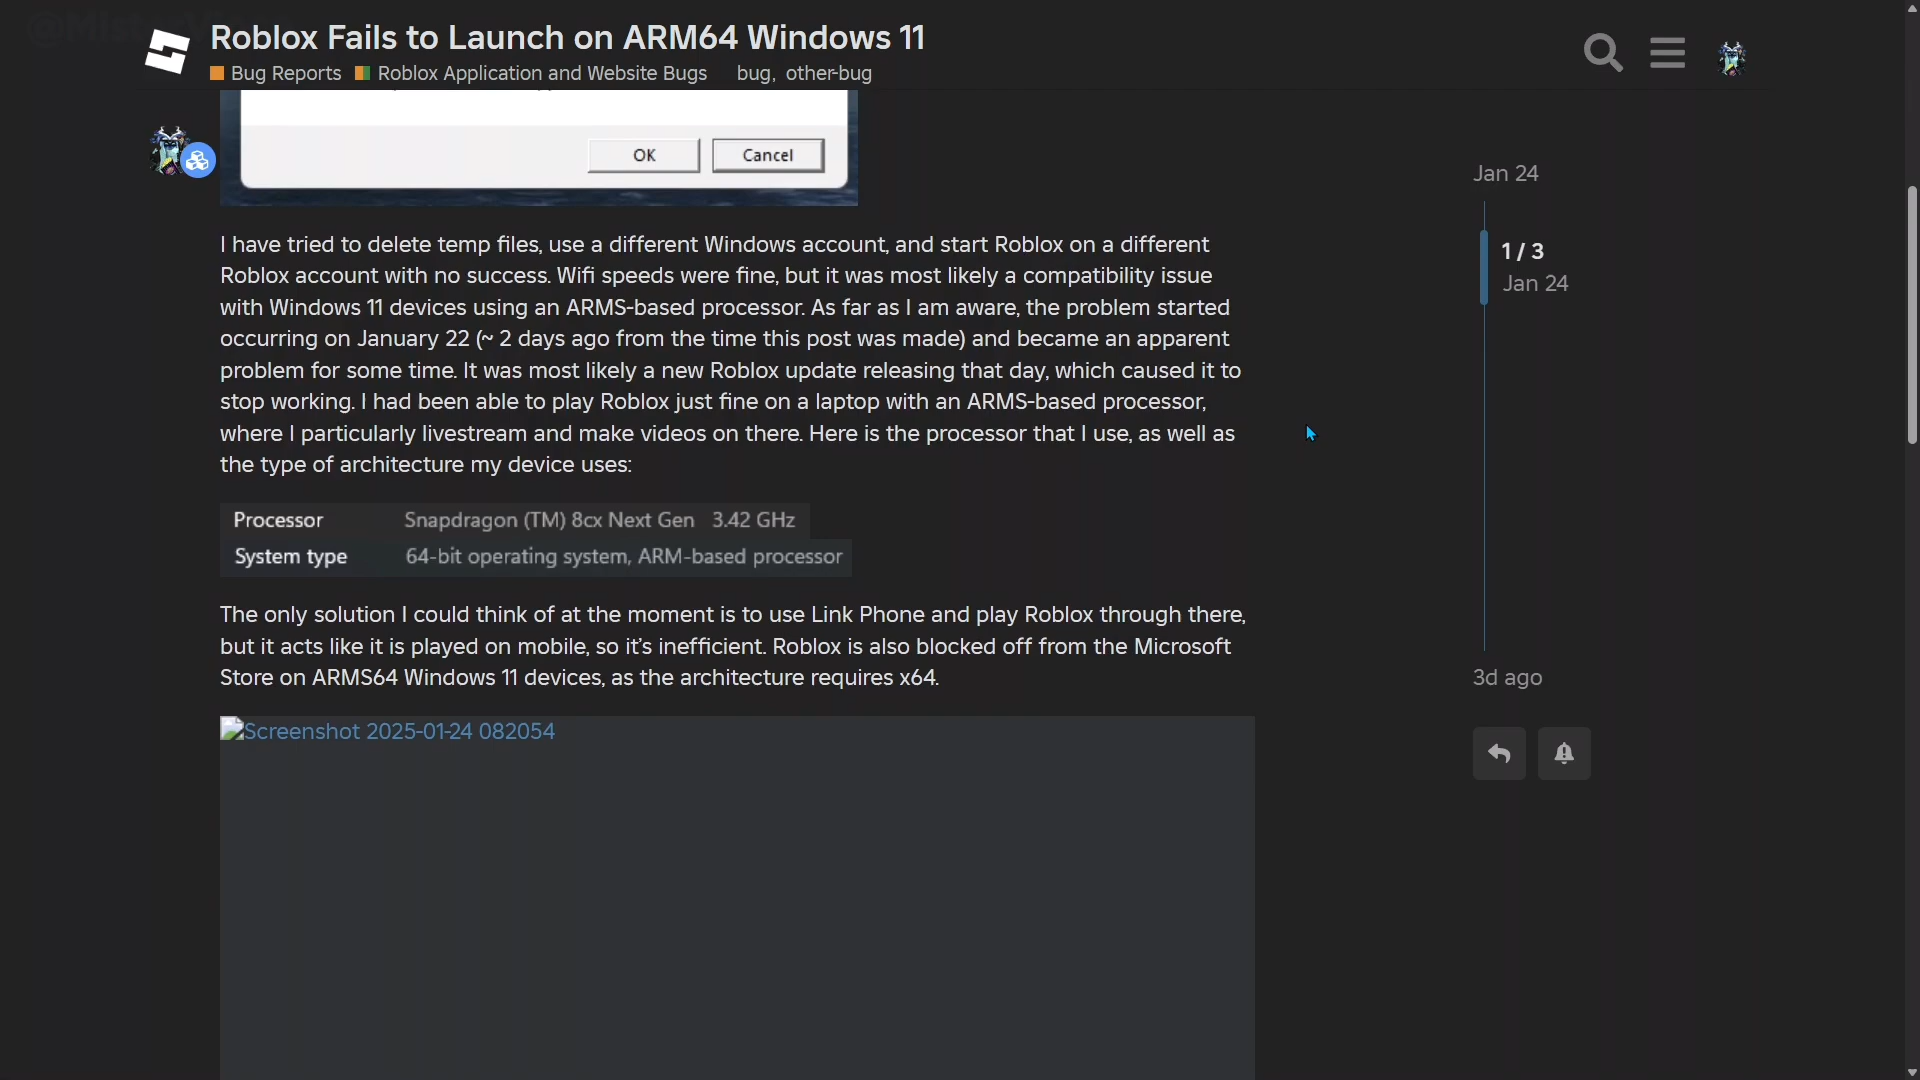 Roblox Fails to Launch on ARM64 Windows 11
Bug Reports Roblox Application and Website Bugs bug, other-bug
OK Cancel
I have tried to delete temp files, use a different Windows account, and start Roblox on a different
Roblox account with no success. Wifi speeds were fine, but it was most likely a compatibility issue
with Windows 11 devices using an ARMS-based processor. As far as I am aware, the problem started
occurring on January 22 (~ 2 days ago from the time this post was made) and became an apparent
problem for some time. It was most likely a new Roblox update releasing that day, which caused it to
stop working. I had been able to play Roblox just fine on a laptop with an ARMS-based processor,
where I particularly livestream and make videos on there. Here is the processor that I use, as well as
the type of architecture my device uses:
Processor Snapdragon (TM) 8cx Next Gen 3.42 GHz
System type 64-bit operating system, ARM-based processor
The only solution I could think of at the moment is to use Link Phone and play Roblox through there,
but it acts like it is played on mobile, so it’s inefficient. Roblox is also blocked off from the Microsoft
Store on ARMS64 Windows 11 devices, as the architecture requires x64.
Screenshot 2025-01-24 082054
Jan 24
1 / 3
Jan 24
3d ago